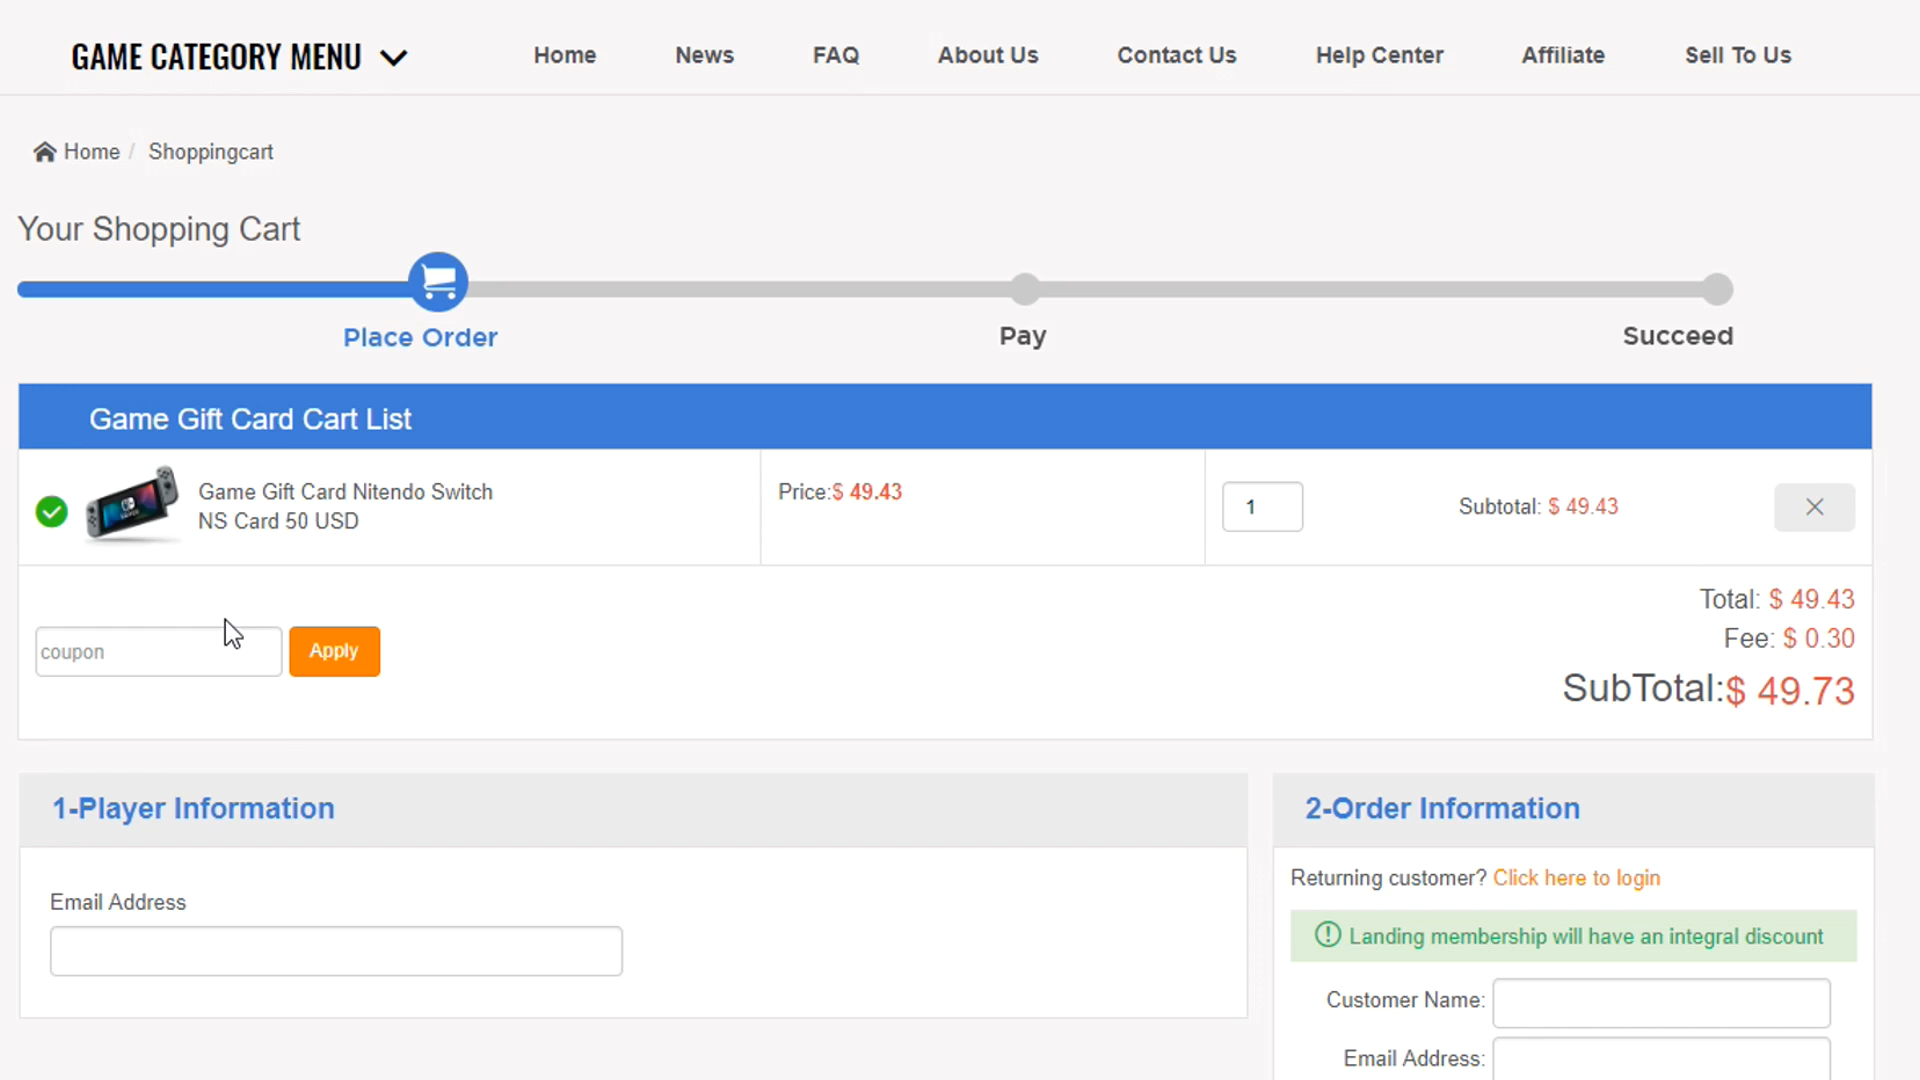 GAME CATEGORY MENU
Home
News
FAQ
About Us
Contact Us
Help Center
Affiliate
Sell To Us
Home / Shoppingcart
Your Shopping Cart
Place Order
Pay
Succeed
Game Gift Card Cart List
Game Gift Card Nitendo Switch
NS Card 50 USD
Price:$ 49.43
1
Subtotal: $ 49.43
coupon
Apply
Total: $ 49.43
Fee: $ 0.30
SubTotal:$ 49.73
1-Player Information
Email Address
2-Order Information
Returning customer? Click here to login
Landing membership will have an integral discount
Customer Name:
Email Address: